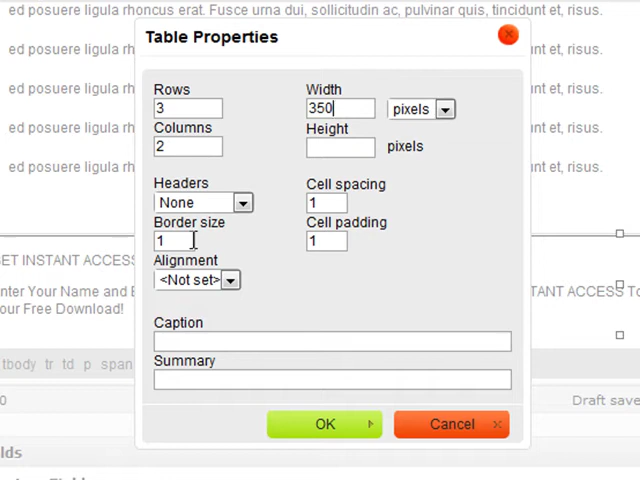 ed posuere ligula rhoncus erat. Fusce urna dui, sollicitudin ac, pulvinar quis, tincidunt et, risus.
Table Properties
ed posuere ligula rh
unt et, risus.
ed posuere ligula rh
unt et, risus.
ed posuere ligula rh
unt et, risus.
ed posuere ligula rh
unt et, risus.
Rows
Width
3
350
pixels
Columns
Height
2
pixels
Headers
Cell spacing
None
1
Border size
Cell padding
1
1
Alignment
<Not set>
GET INSTANT ACCESS
nter Your Name and E
TANT ACCESS To
our Free Download!
Caption
Summary
tbody tr td p span
0
Draft save
OK
Cancel
lds